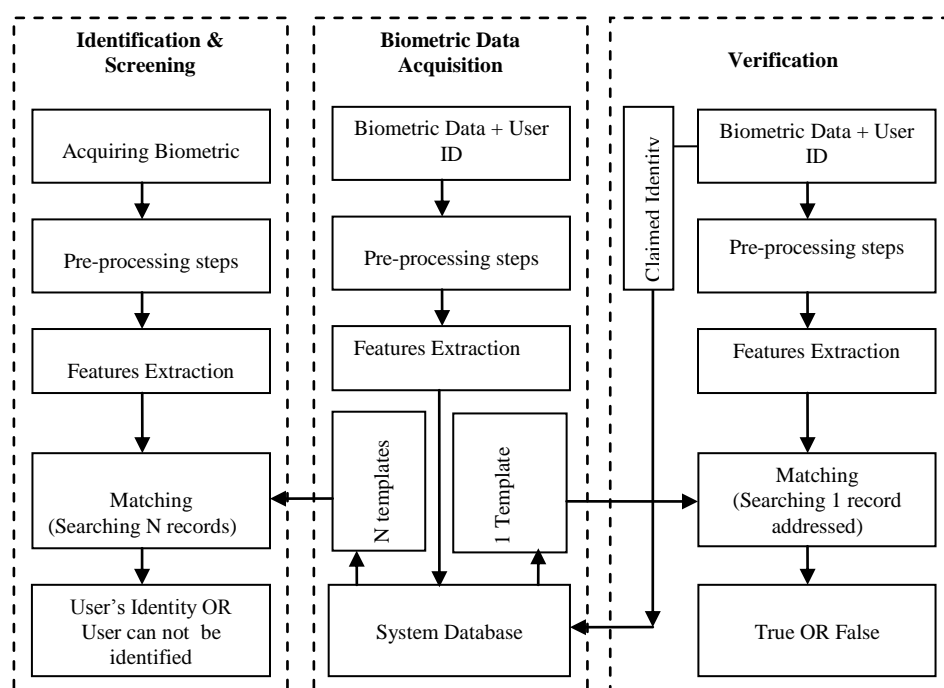 Identification &
Screening
Acquiring Biometric
Pre-processing steps
Features Extraction
Matching
(Searching N records)
User's Identity OR
User can not be
identified
Biometric Data
Acquisition
Biometric Data + User
ID
Pre-processing steps
Features Extraction
N templates
1 Template
System Database
Verification
Claimed Identity
Biometric Data + User
ID
Pre-processing steps
Features Extraction
Matching
(Searching 1 record
addressed)
True OR False